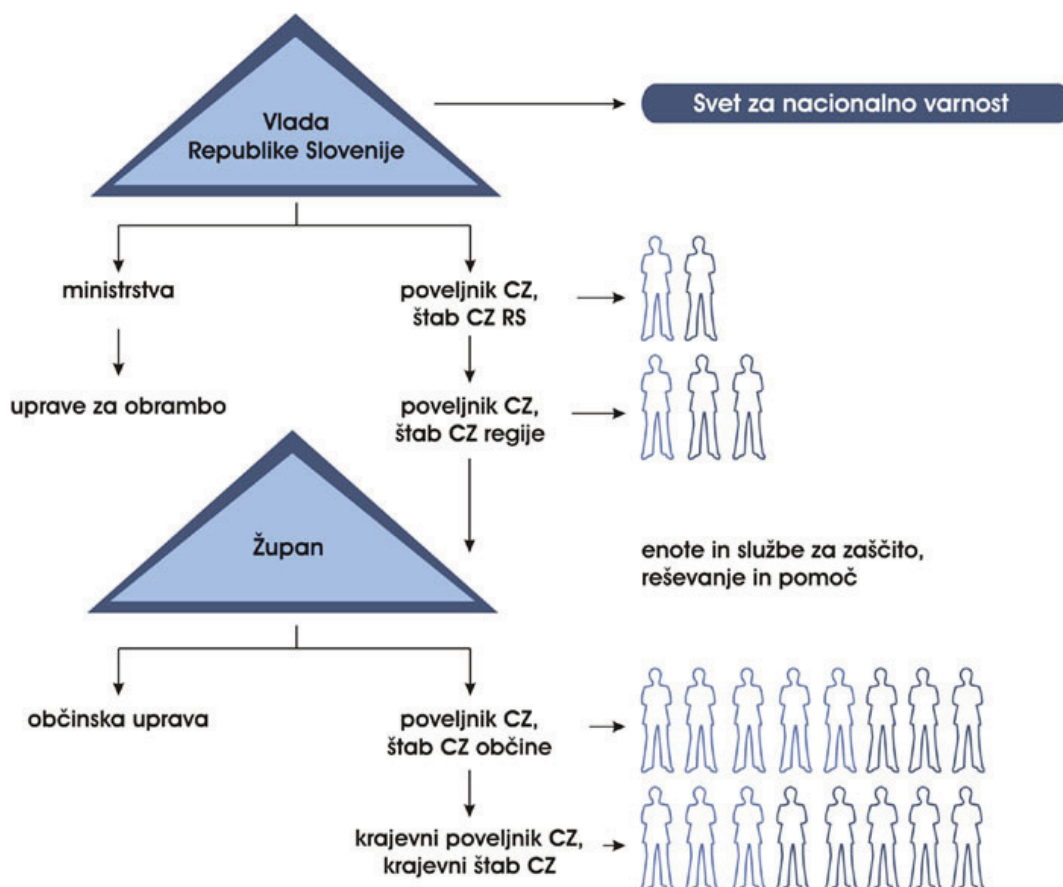 Vlada
Republike Slovenije
Svet za nacionalno varnost
ministrstva
poveljnik CZ,
štab CZ RS
uprave za obrambo
poveljnik CZ,
štab CZ regije
Župan
enote in službe za zaščito,
reševanje in pomoč
občinska uprava
poveljnik CZ,
štab CZ občine
krajevni poveljnik CZ,
krajevni štab CZ